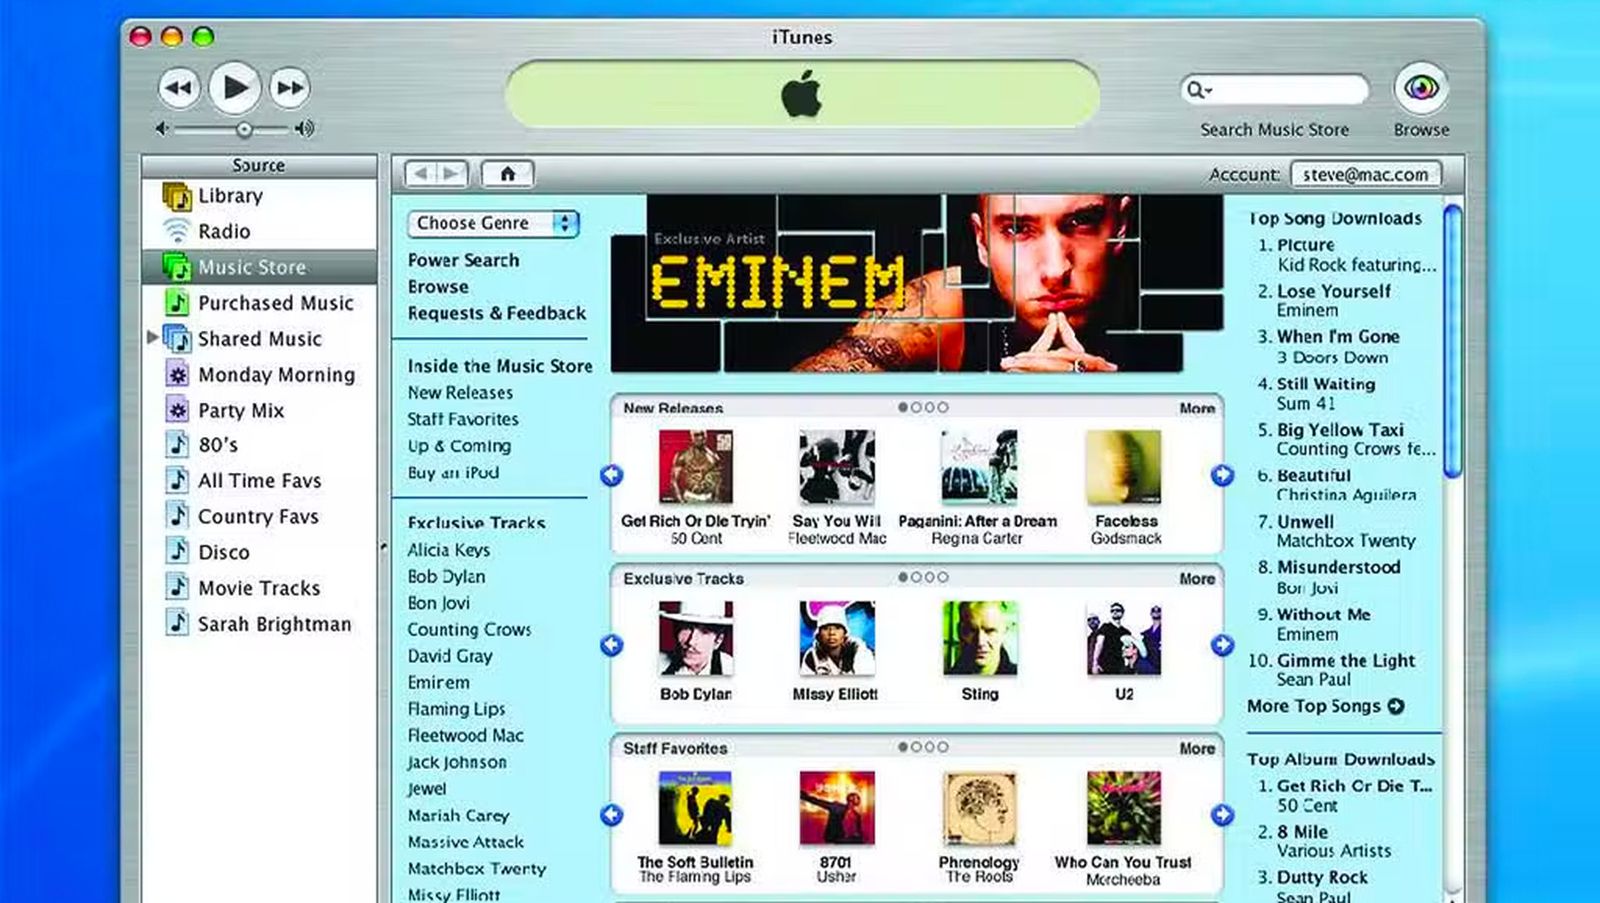 iTunes
Search Music Store
Browse
Source
Library
Radio
Music Store
Purchased Music
Shared Music
Monday Morning
Party Mix
80's
All Time Favs
Country Favs
Disco
Movie Tracks
Sarah Brightman
Account:
steve@mac.com
Choose Genre
Power Search
Browse
Requests & Feedback
Inside the Music Store
New Releases
Staff Favorites
Up & Coming
Buy an iPod
Exclusive Tracks
Alicia Keys
Bob Dylan
Bon Jovi
Counting Crows
David Gray
Eminem
Flaming Lips
Fleetwood Mac
Jack Johnson
Jewel
Mariah Carey
Massive Attack
Matchbox Twenty
Missy Elliott
Exclusive Artist
EMINEM
New Releases
More
Get Rich Or Die Tryin'
50 Cent
Say You Will
Fleetwood Mac
Paganini: After a Dream
Regina Carter
Faceless
Godsmack
Exclusive Tracks
More
Bob Dylan
Missy Elliott
Sting
U2
Staff Favorites
More
The Soft Bulletin
The Flaming Lips
8701
Usher
Phrenology
The Roots
Who Can You Trust
Morcheeba
Top Song Downloads
1. Picture
Kid Rock featuring...
2. Lose Yourself
Eminem
3. When I'm Gone
3 Doors Down
4. Still Waiting
Sum 41
5. Big Yellow Taxi
Counting Crows fe...
6. Beautiful
Christina Aguilera
7. Unwell
Matchbox Twenty
8. Misunderstood
Bon Jovi
9. Without Me
Eminem
10. Gimme the Light
Sean Paul
More Top Songs
Top Album Downloads
1. Get Rich Or Die T...
50 Cent
2. 8 Mile
Various Artists
3. Dutty Rock
Sean Paul